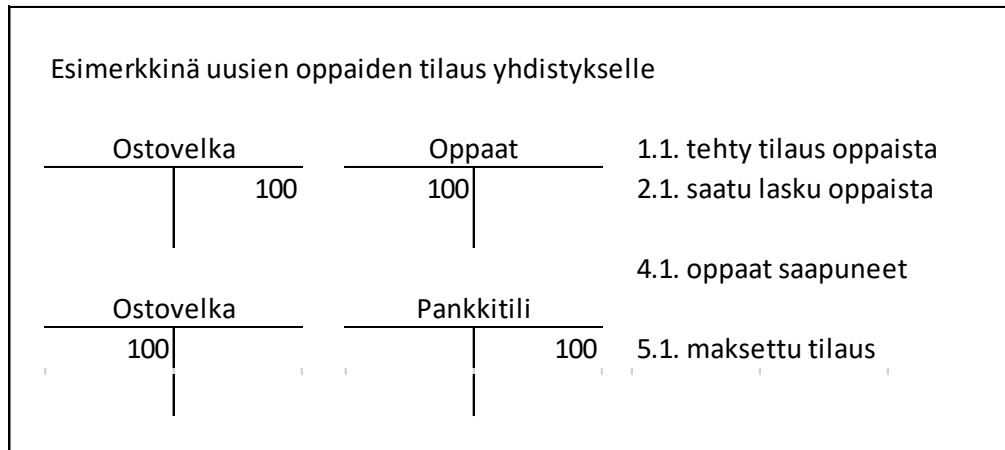 Esimerkkinä uusien oppaiden tilaus yhdistykselle
Ostovelka Oppaat 1.1. tehty tilaus oppaista
100 100 2.1. saatu lasku oppaista
4.1. oppaat saapuneet
Ostovelka Pankkitili
100 100 5.1. maksettu tilaus